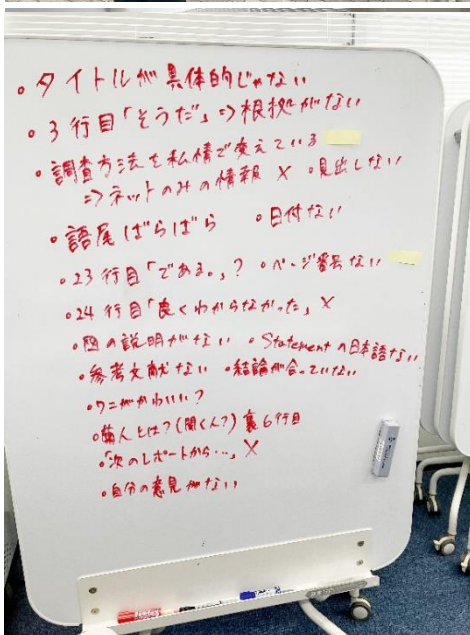 ・タイトルが具体的じゃない
・3行目「そうだ」⇒根拠がない
・調査方法を私情で変えている
⇒ネットのみの情報 × ・見出しない
・語尾ばらばら ・日付ない
・23行目「である。」? ・ページ番号ない
・24行目「良くわからなかった」×
・図の説明がない ・Statementの日本語ない
・参考文献ない ・結論が合っていない
・ワニがかわいい?
・人とは?(聞く人?) 裏6行目
・「次のレポートから…」×
・自分の意見がない